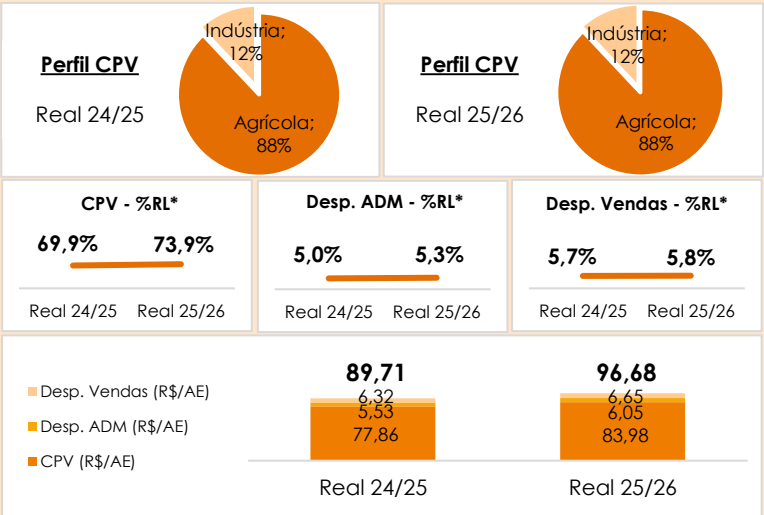 Perfil CPV
Real 24/25
Indústria;
12%
Agrícola;
88%
Perfil CPV
Real 25/26
Indústria;
12%
Agrícola;
88%
CPV - %RL*
69,9% 73,9%
Real 24/25 Real 25/26
Desp. ADM - %RL*
5,0% 5,3%
Real 24/25 Real 25/26
Desp. Vendas - %RL*
5,7% 5,8%
Real 24/25 Real 25/26
Desp. Vendas (R$/AE)
Desp. ADM (R$/AE)
CPV (R$/AE)
89,71
6,32
5,53
77,86
Real 24/25
96,68
6,65
6,05
83,98
Real 25/26